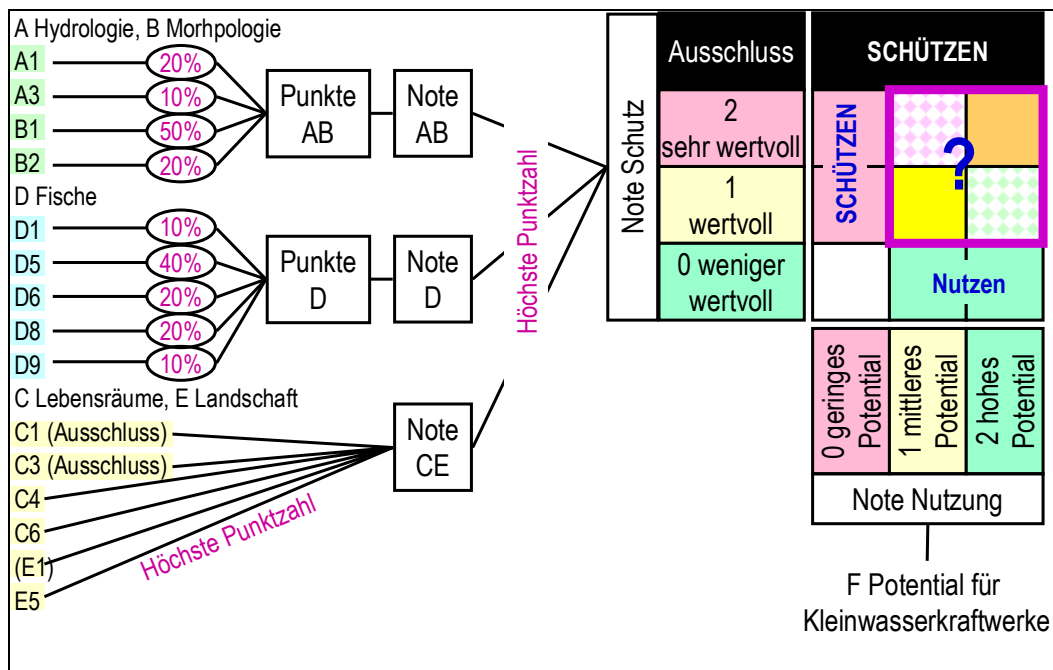 A Hydrologie, B Morhpologie
A1
20%
A3
10%
B1
50%
B2
20%
Punkte
AB
Note
AB
D Fische
D1
10%
D5
40%
D6
20%
D8
20%
D9
10%
Punkte
D
Note
D
C Lebensräume, E Landschaft
C1 (Ausschluss)
C3 (Ausschluss)
C4
C6
(E1)
E5
Höchste Punktzahl
Note
CE
Höchste Punktzahl
Note Schutz
Ausschluss
2
sehr wertvoll
1
wertvoll
0 weniger
wertvoll
SCHÜTZEN
SCHÜTZEN
?
Nutzen
0 geringes
Potential
1 mittleres
Potential
2 hohes
Potential
Note Nutzung
F Potential für
Kleinwasserkraftwerke